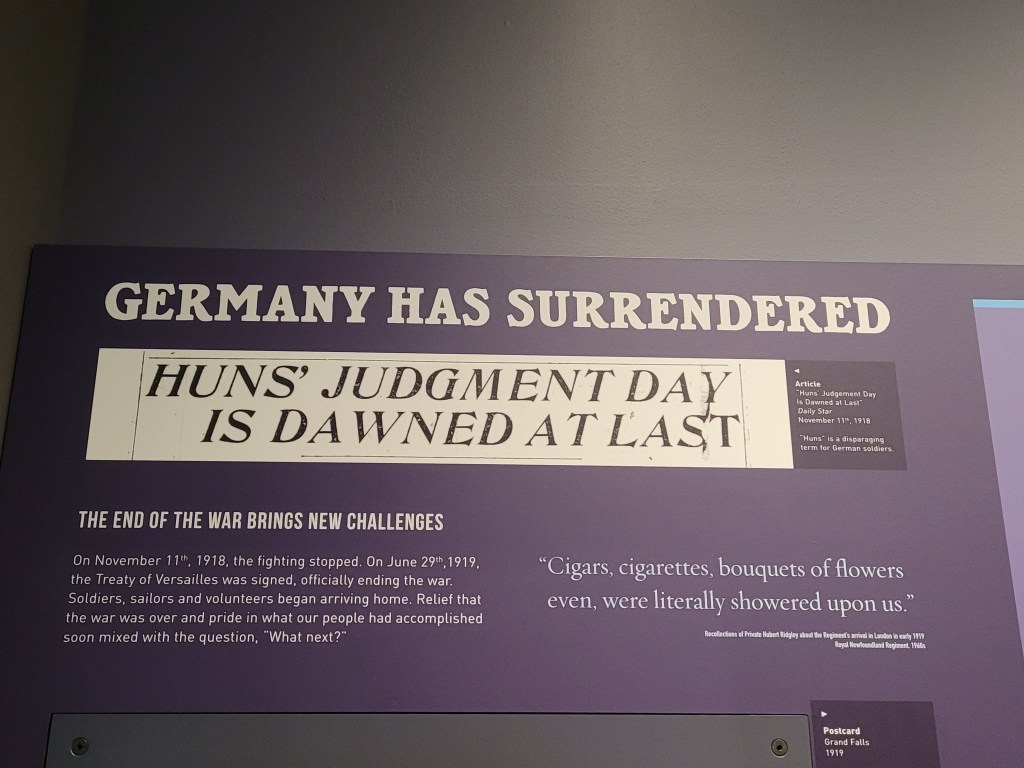 GERMANY HAS SURRENDERED
HUNS' JUDGMENT DAY
IS DAWNED AT LAST
Article
"Huns' Judgement Day
Is Dawned at Last"
Daily Star
November 11th, 1918
"Huns" is a disparaging
term for German soldiers.
THE END OF THE WAR BRINGS NEW CHALLENGES
On November 11th, 1918, the fighting stopped. On June 29th,1919,
the Treaty of Versailles was signed, officially ending the war.
Soldiers, sailors and volunteers began arriving home. Relief that
the war was over and pride in what our people had accomplished
soon mixed with the question, "What next?"
"Cigars, cigarettes, bouquets of flowers
even, were literally showered upon us."
Recollections of Private Hubert Ridgley about the Regiment's arrival in London in early 1919
Royal Newfoundland Regiment, 1960s
Postcard
Grand Falls
1919